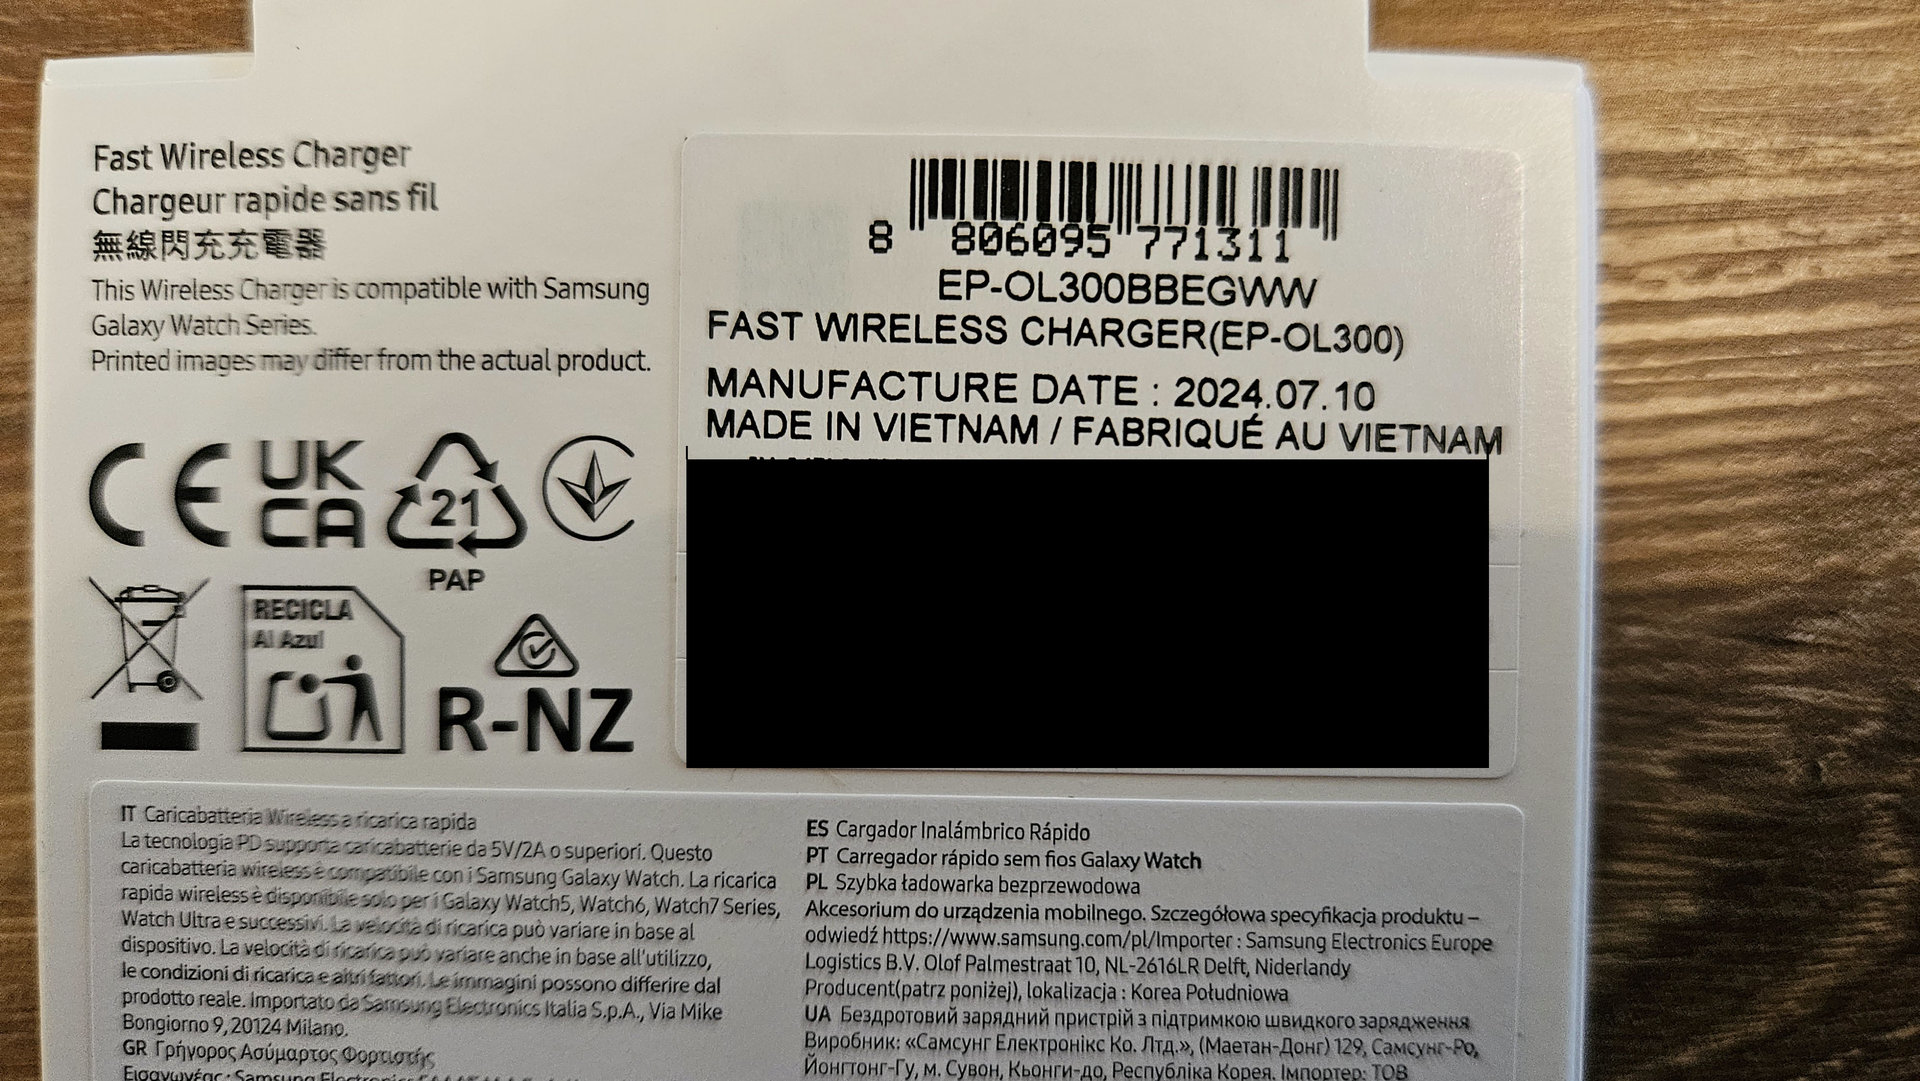 Fast Wireless Charger
Chargeur rapide sans fil
無線閃充充電器
This Wireless Charger is compatible with Samsung
Galaxy Watch Series.
Printed images may differ from the actual product.
8 806095 771311
EP-OL300BBEGWW
FAST WIRELESS CHARGER(EP-OL300)
MANUFACTURE DATE : 2024.07.10
MADE IN VIETNAM / FABRIQUÉ AU VIETNAM
CE
UK
CA
21
PAP
RECICLA
Al Azul
R-NZ
IT Caricabatteria Wireless a ricarica rapida
La tecnologia PD supporta caricabatterie da 5V/2A o superiori. Questo
caricabatteria wireless è compatibile con i Samsung Galaxy Watch. La ricarica
rapida wireless è disponibile solo per i Galaxy Watch5, Watch6, Watch7 Series,
Watch Ultra e successivi. La velocità di ricarica può variare in base al
dispositivo. La velocità di ricarica può variare anche in base all'utilizzo,
le condizioni di ricarica e altri fattori. Le immagini possono differire dal
prodotto reale. Importato da Samsung Electronics Italia S.p.A., Via Mike
Bongiorno 9, 20124 Milano.
GR Γρήγορος Ασύρματος Φορτιστής
Εισαγωγέας : Samsung Electronics
ES Cargador Inalámbrico Rápido
PT Carregador rápido sem fios Galaxy Watch
PL Szybka ładowarka bezprzewodowa
Akcesorium do urządzenia mobilnego. Szczegółowa specyfikacja produktu –
odwiedź https://www.samsung.com/pl/Importer : Samsung Electronics Europe
Logistics B.V. Olof Palmestraat 10, NL-2616LR Delft, Niderlandy
Producent(patrz poniżej), lokalizacja : Korea Południowa
UA Бездротовий зарядний пристрій з підтримкою швидкого зарядження
Виробник: «Самсунг Електронікс Ко. Лтд.», (Маетан-Донг) 129, Самсунг-Ро,
Йонгтонг-Гу, м. Сувон, Кьонги-до, Республіка Корея. Імпортер: ТОВ